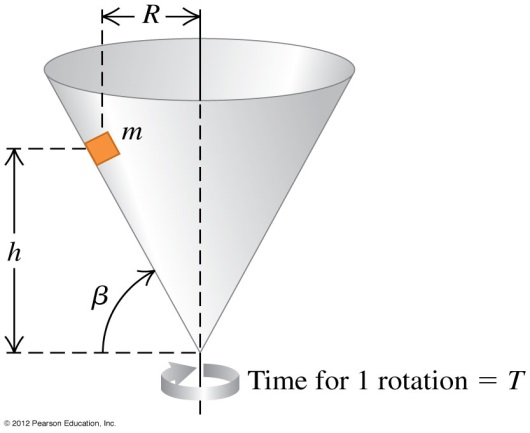 R
m
h
β
Time for 1 rotation = T
© 2012 Pearson Education, Inc.